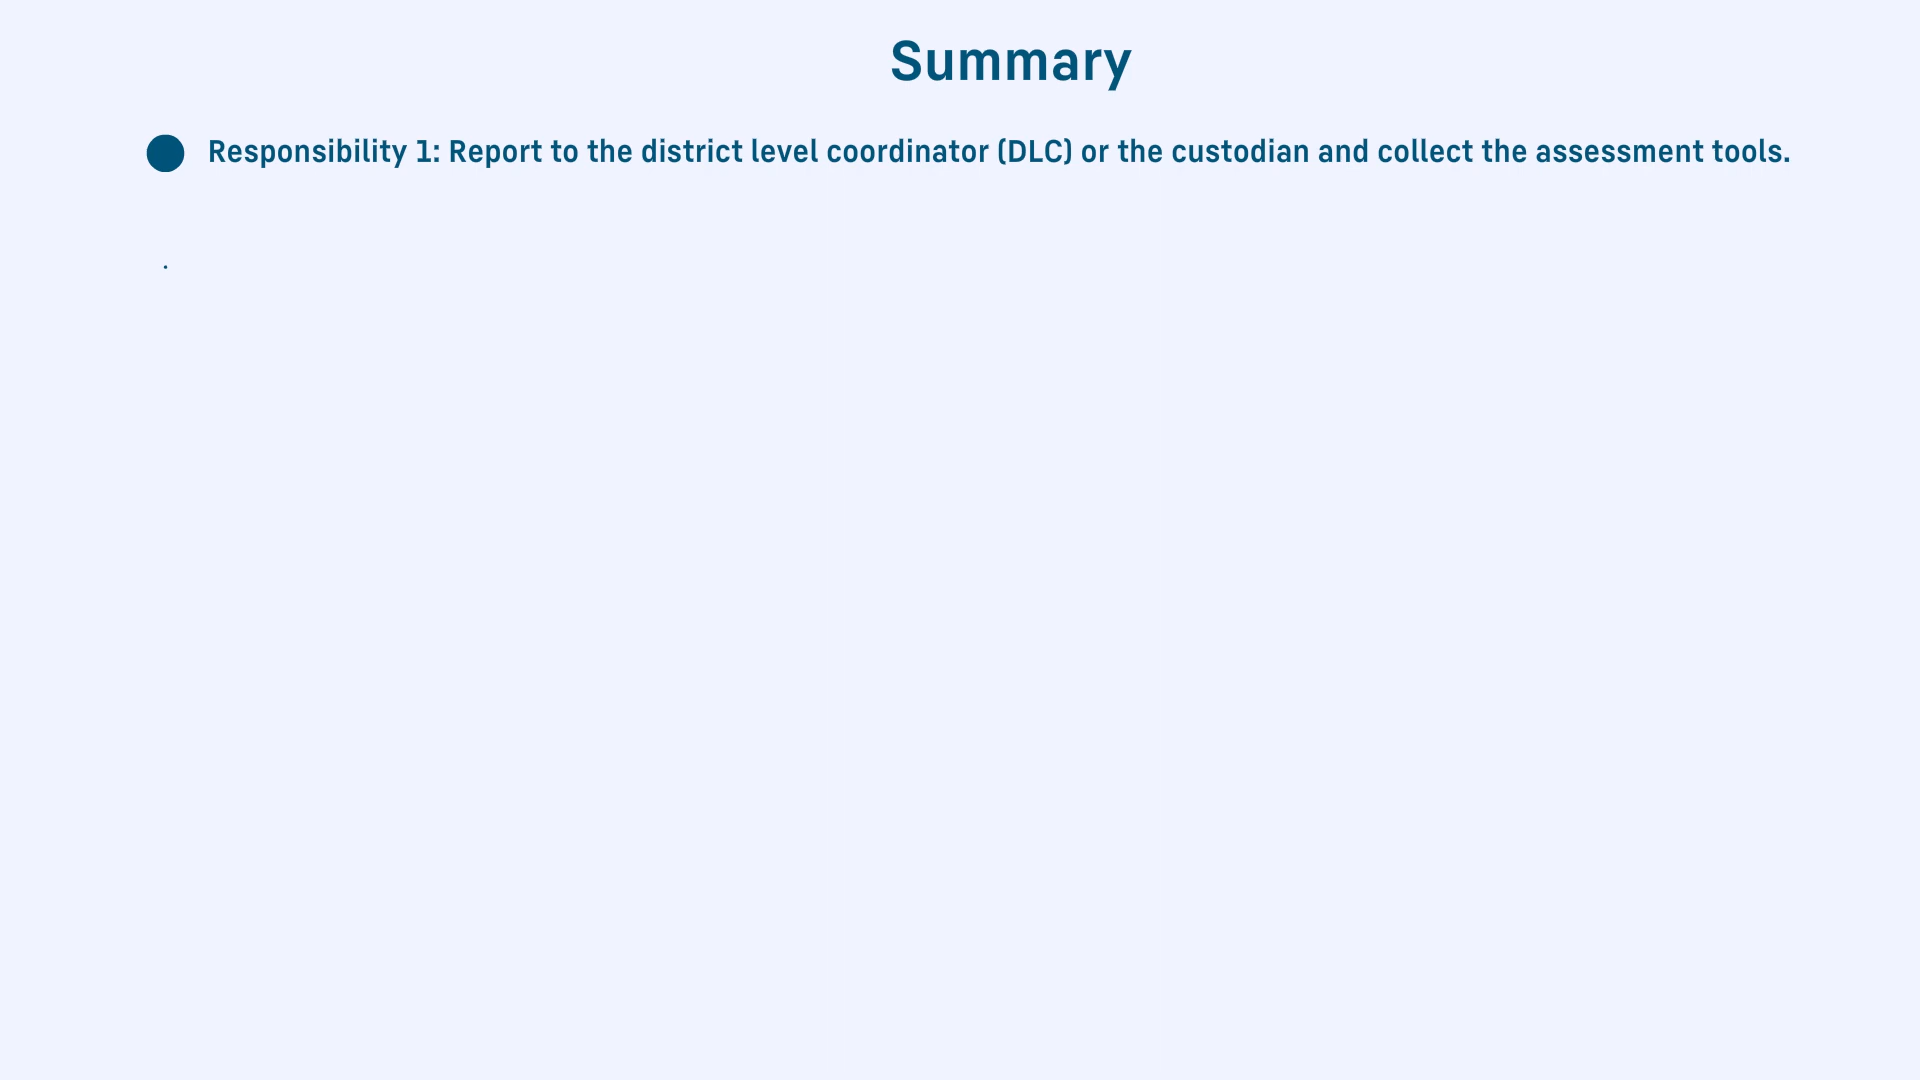 Summary
Responsibility 1: Report to the district level coordinator (DLC) or the custodian and collect the assessment tools.